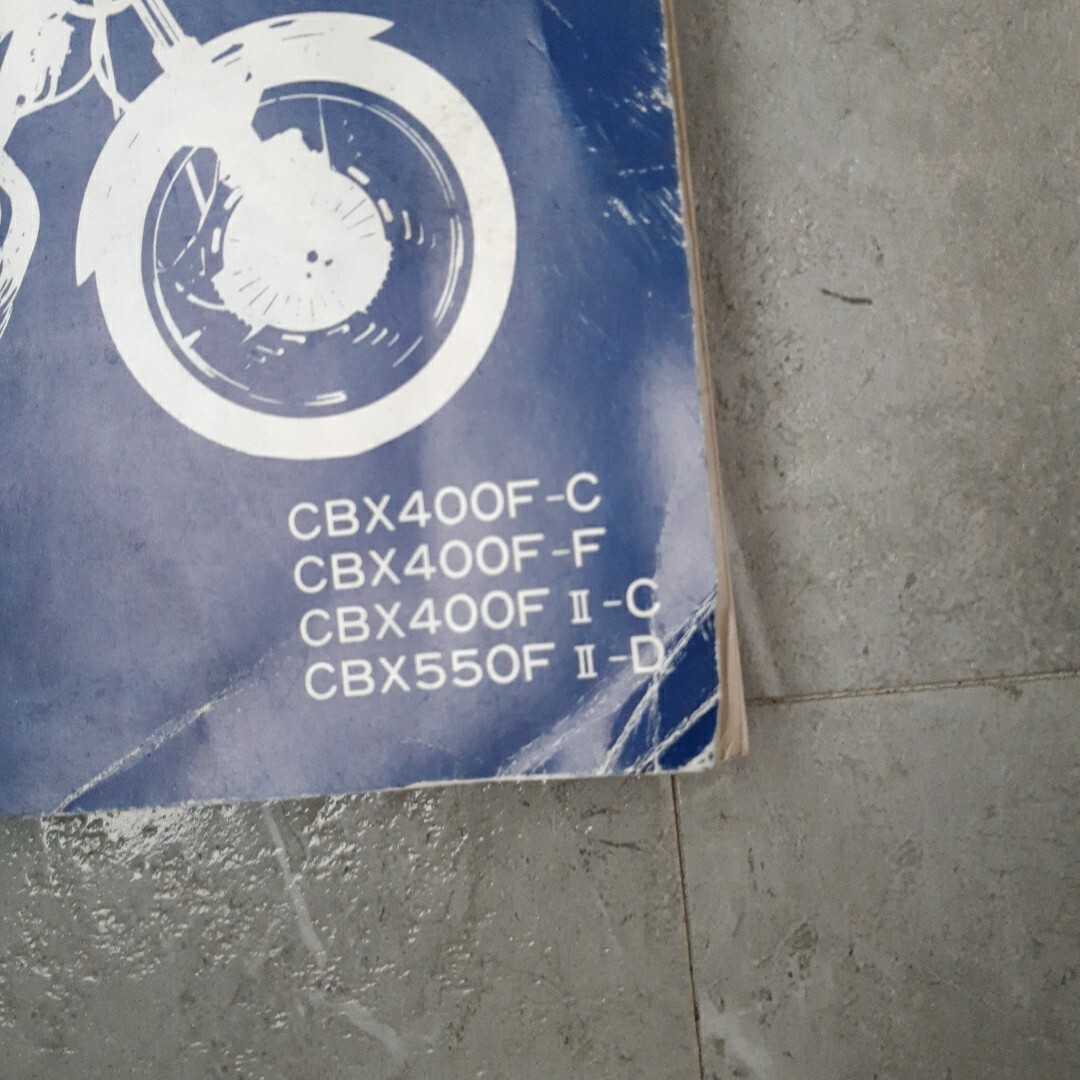 CBX400F-C
CBX400F-F
CBX400F Ⅱ-C
CBX550F Ⅱ-D